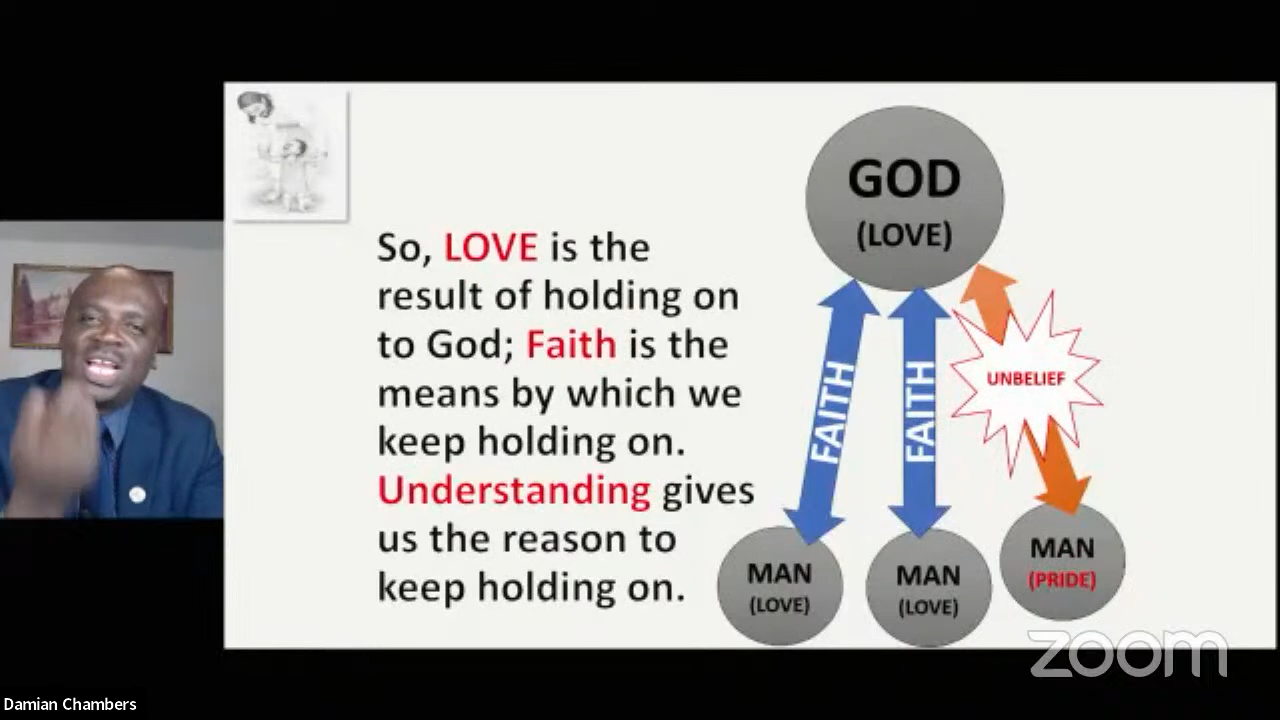 So, LOVE is the
result of holding on
to God; Faith is the
means by which we
keep holding on.
Understanding gives
us the reason to
keep holding on.
GOD
(LOVE)
FAITH
FAITH
UNBELIEF
MAN
(LOVE)
MAN
(LOVE)
MAN
(PRIDE)
zoom
Damian Chambers